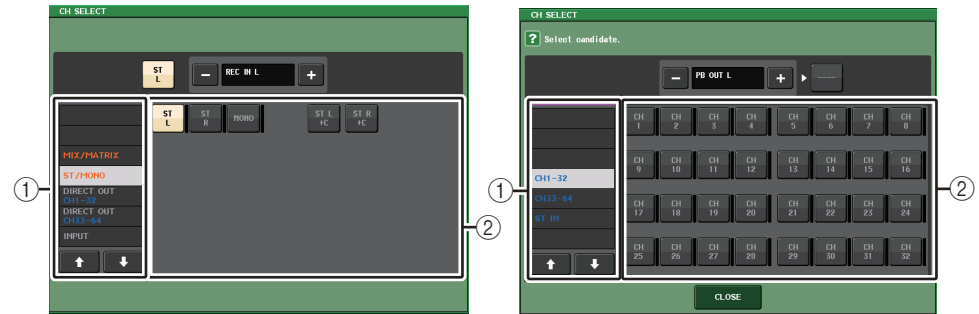 CH SELECT
ST L
−
REC IN L
+
ST L
ST R
MONO
ST L +C
ST R +C
MIX/MATRIX
ST/MONO
DIRECT OUT
CH1-32
DIRECT OUT
CH33-64
INPUT
1
2
CH SELECT
? Select candidate.
−
PB OUT L
+
----
CH1-32
CH33-64
ST IN
CH 1
CH 2
CH 3
CH 4
CH 5
CH 6
CH 7
CH 8
CH 9
CH 10
CH 11
CH 12
CH 13
CH 14
CH 15
CH 16
CH 17
CH 18
CH 19
CH 20
CH 21
CH 22
CH 23
CH 24
CH 25
CH 26
CH 27
CH 28
CH 29
CH 30
CH 31
CH 32
1
2
CLOSE